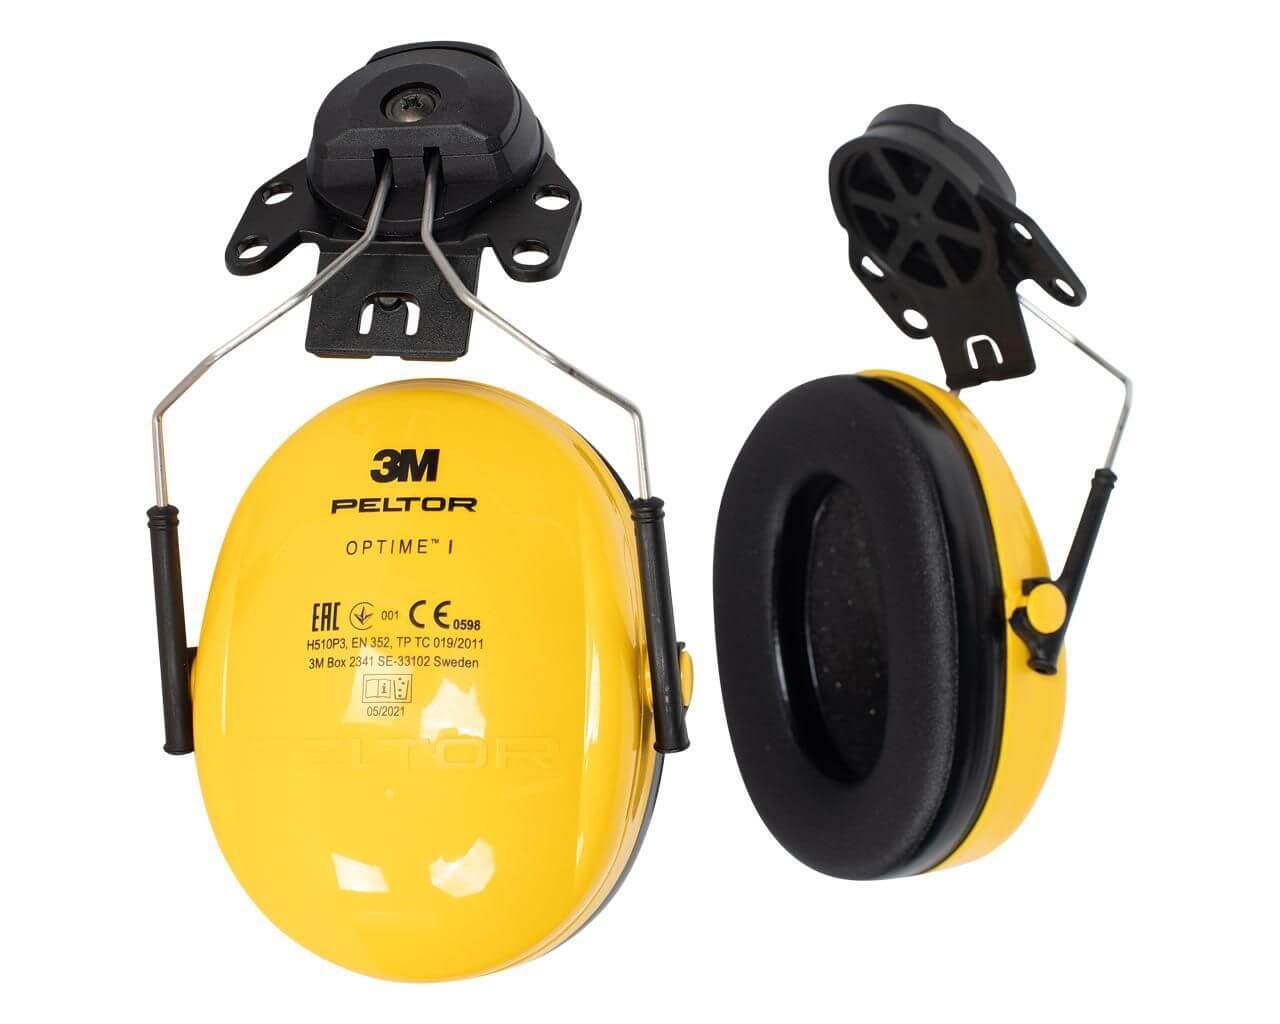 3M
PELTOR
OPTIME™ I
EAC 001 CE 0598
H510P3, EN 352, TP TC 019/2011
3M Box 2341 SE-33102 Sweden
i
05/2021
PELTOR